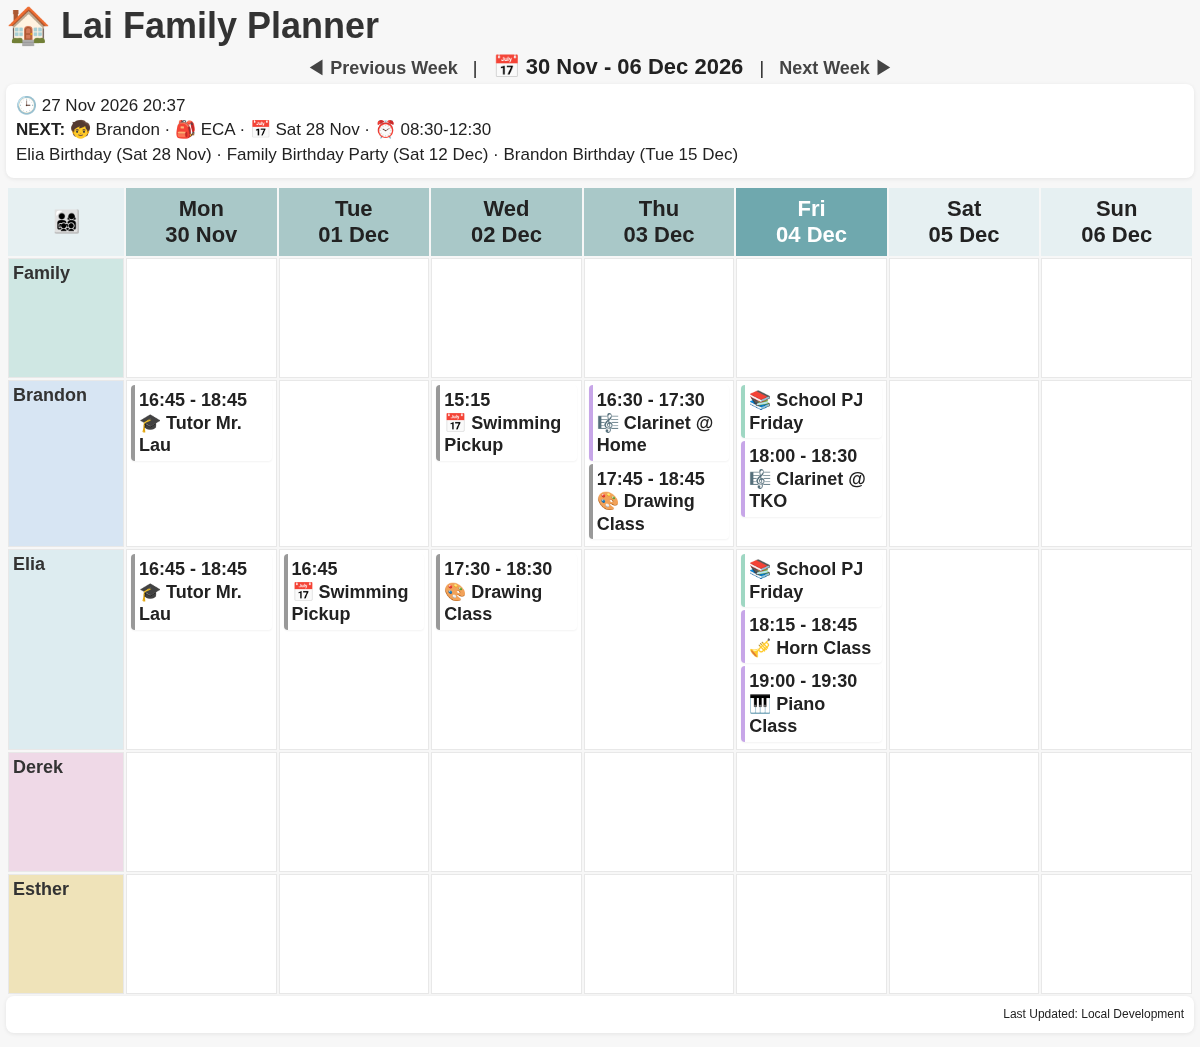 🏠 Lai Family Planner
◀ Previous Week | 📅 30 Nov - 06 Dec 2026 | Next Week ▶
🕒 27 Nov 2026 20:37
NEXT: 🧒 Brandon · 🎒 ECA · 📅 Sat 28 Nov · ⏰ 08:30-12:30
Elia Birthday (Sat 28 Nov) · Family Birthday Party (Sat 12 Dec) · Brandon Birthday (Tue 15 Dec)
Mon
30 Nov
Tue
01 Dec
Wed
02 Dec
Thu
03 Dec
Fri
04 Dec
Sat
05 Dec
Sun
06 Dec
Family
Brandon
16:45 - 18:45
🎓 Tutor Mr.
Lau
15:15
📅 Swimming
Pickup
16:30 - 17:30
🎼 Clarinet @
Home
17:45 - 18:45
🎨 Drawing
Class
📚 School PJ
Friday
18:00 - 18:30
🎼 Clarinet @
TKO
Elia
16:45 - 18:45
🎓 Tutor Mr.
Lau
16:45
📅 Swimming
Pickup
17:30 - 18:30
🎨 Drawing
Class
📚 School PJ
Friday
18:15 - 18:45
🎺 Horn Class
19:00 - 19:30
🎹 Piano
Class
Derek
Esther
Last Updated: Local Development